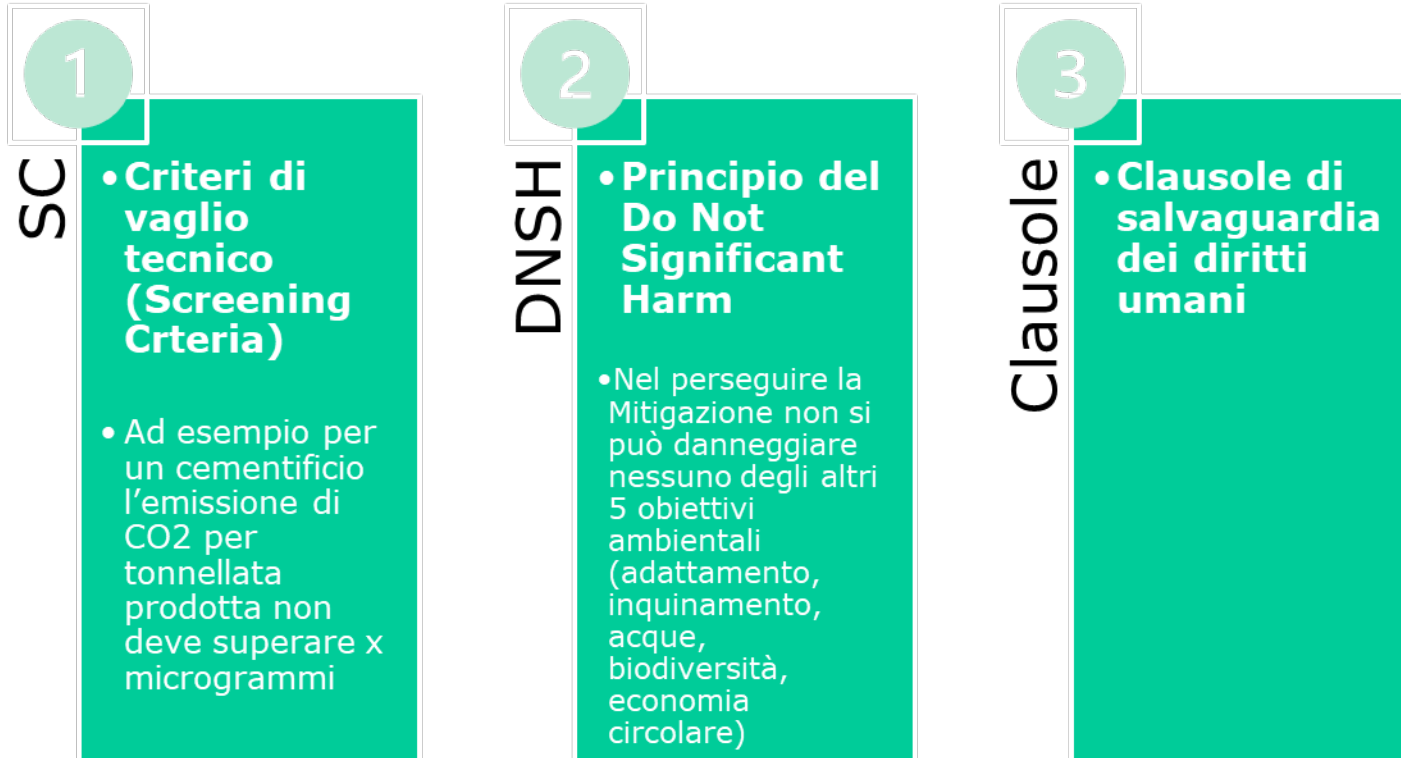 1
SC
•Criteri di
vaglio
tecnico
(Screening
Crteria)
•Ad esempio per
un cementificio
l’emissione di
CO2 per
tonnellata
prodotta non
deve superare x
microgrammi
2
DNSH
•Principio del
Do Not
Significant
Harm
•Nel perseguire la
Mitigazione non si
può danneggiare
nessuno degli altri
5 obiettivi
ambientali
(adattamento,
inquinamento,
acque,
biodiversità,
economia
circolare)
3
Clausole
•Clausole di
salvaguardia
dei diritti
umani